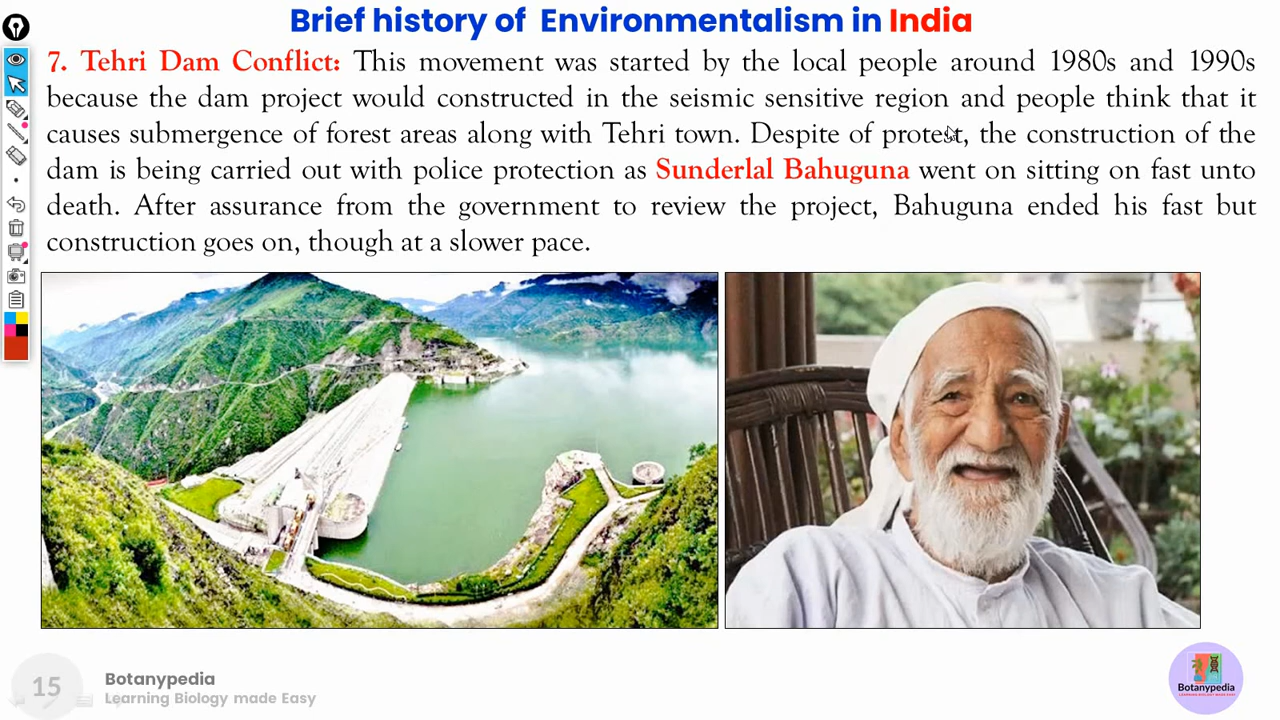 Brief history of Environmentalism in India
7. Tehri Dam Conflict: This movement was started by the local people around 1980s and 1990s
because the dam project would constructed in the seismic sensitive region and people think that it
causes submergence of forest areas along with Tehri town. Despite of protest, the construction of the
dam is being carried out with police protection as Sunderlal Bahuguna went on sitting on fast unto
death. After assurance from the government to review the project, Bahuguna ended his fast but
construction goes on, though at a slower pace.
15
Botanypedia
Learning Biology made Easy
Botanypedia
LEARNING BIOLOGY MADE EASY